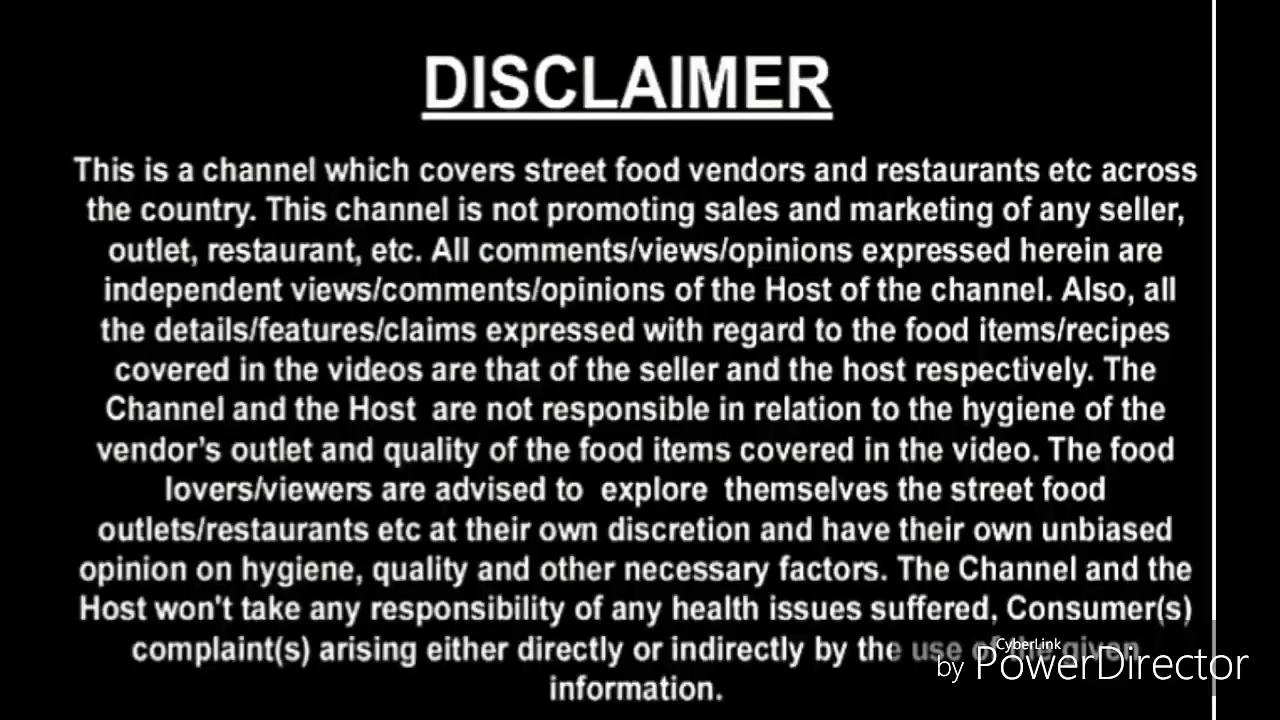 DISCLAIMER
This is a channel which covers street food vendors and restaurants etc across
the country. This channel is not promoting sales and marketing of any seller,
outlet, restaurant, etc. All comments/views/opinions expressed herein are
independent views/comments/opinions of the Host of the channel. Also, all
the details/features/claims expressed with regard to the food items/recipes
covered in the videos are that of the seller and the host respectively. The
Channel and the Host  are not responsible in relation to the hygiene of the
vendor's outlet and quality of the food items covered in the video. The food
lovers/viewers are advised to  explore  themselves the street food
outlets/restaurants etc at their own discretion and have their own unbiased
opinion on hygiene, quality and other necessary factors. The Channel and the
Host won't take any responsibility of any health issues suffered, Consumer(s)
complaint(s) arising either directly or indirectly by the use of the given
information.
CyberLink
by PowerDirector